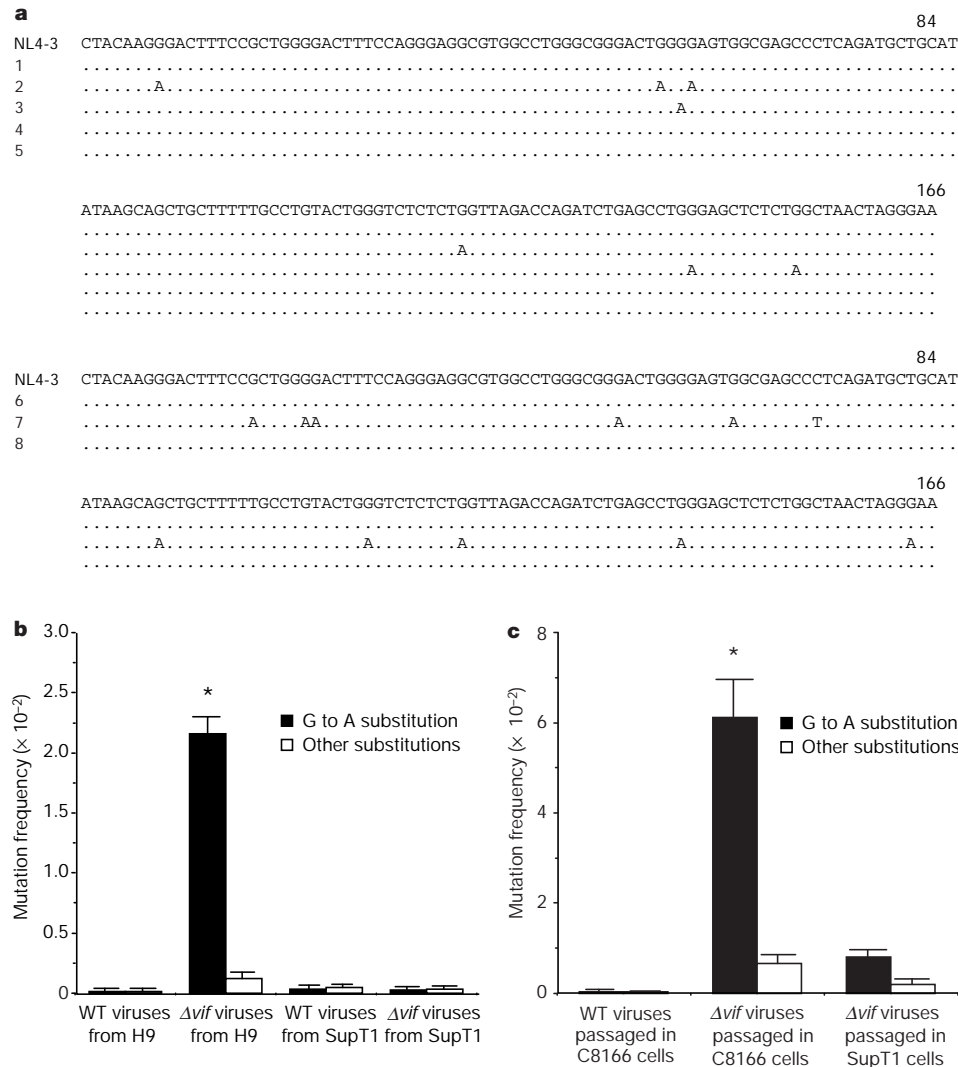 a
84
NL4-3 CTACAAGGGACTTTCCGCTGGGGACTTTCCAGGGAGGCGTGGCCTGGGCGGGACTGGGGAGTGGCGAGCCCTCAGATGCTGCAT
1 ....................................................................................
2 .......A...............................................A..A.........................
3 .........................................................A..........................
4 ....................................................................................
5 ....................................................................................
166
ATAAGCAGCTGCTTTTTGCCTGTACTGGGTCTCTCTGGTTAGACCAGATCTGAGCCTGGGAGCTCTCTGGCTAACTAGGGAA
..................................................................................
....................................A.............................................
..........................................................A.........A.............
..................................................................................
..................................................................................
84
NL4-3 CTACAAGGGACTTTCCGCTGGGGACTTTCCAGGGAGGCGTGGCCTGGGCGGGACTGGGGAGTGGCGAGCCCTCAGATGCTGCAT
6 ....................................................................................
7 ................A....AA............................A..........A.......T.............
8 ....................................................................................
166
ATAAGCAGCTGCTTTTTGCCTGTACTGGGTCTCTCTGGTTAGACCAGATCTGAGCCTGGGAGCTCTCTGGCTAACTAGGGAA
..................................................................................
.......A...................A........A....................A.....................A..
..................................................................................
b
Mutation frequency (× 10⁻²)
3.0
2.5
2.0
1.5
1.0
0.5
0
*
G to A substitution
Other substitutions
WT viruses from H9
Δvif viruses from H9
WT viruses from SupT1
Δvif viruses from SupT1
c
Mutation frequency (× 10⁻²)
8
6
4
2
0
*
G to A substitution
Other substitutions
WT viruses passaged in C8166 cells
Δvif viruses passaged in C8166 cells
Δvif viruses passaged in SupT1 cells